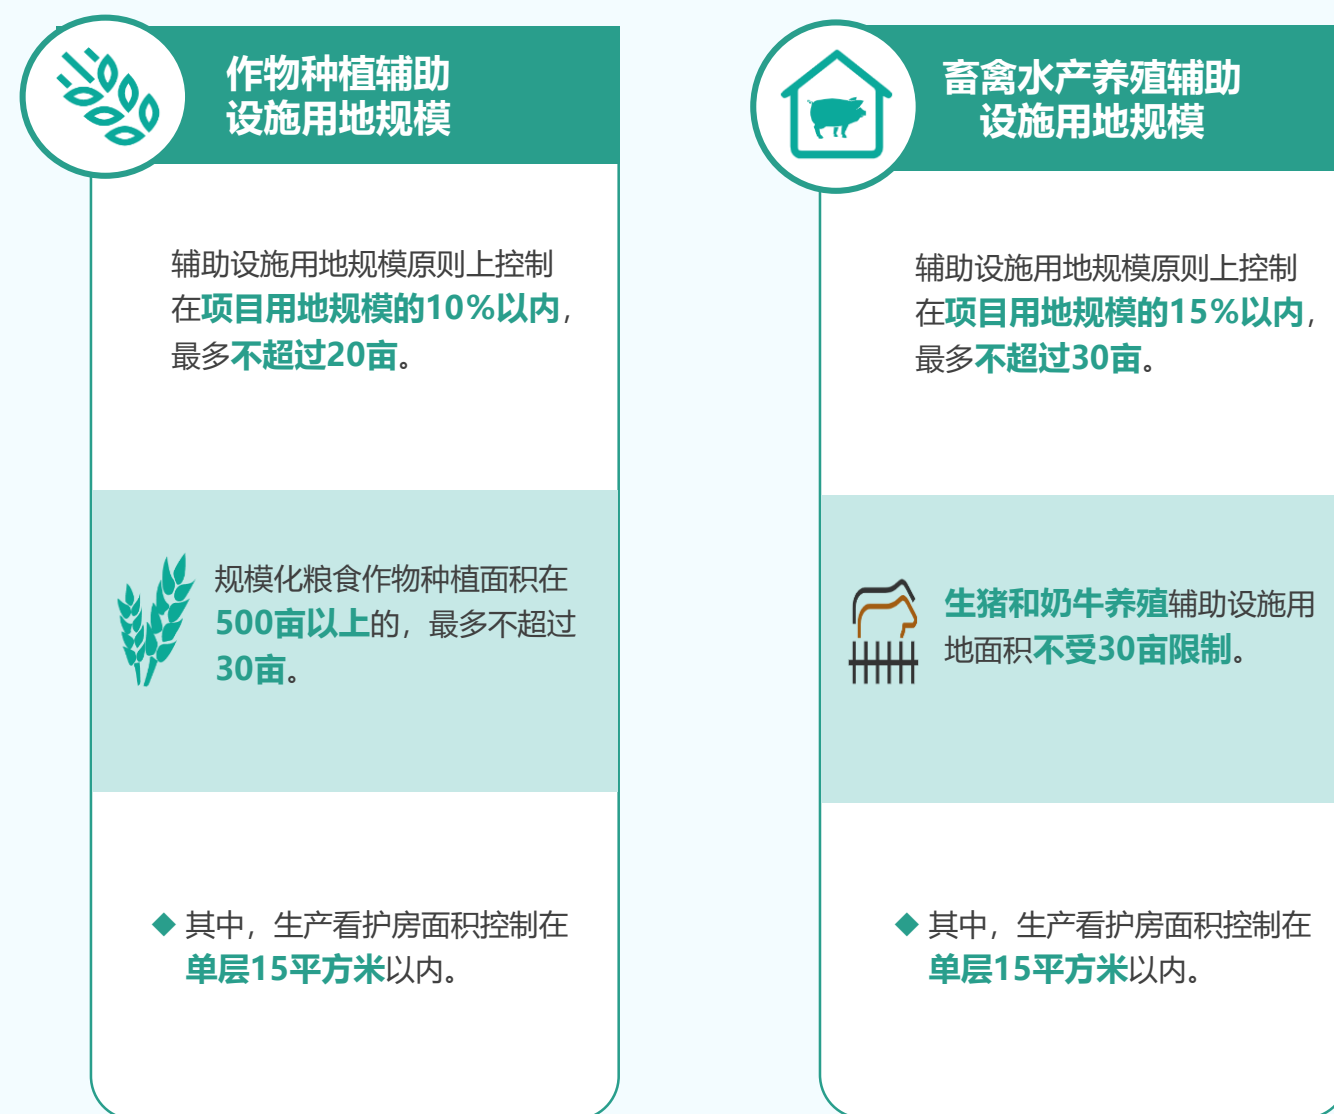 作物种植辅助
设施用地规模
辅助设施用地规模原则上控制
在项目用地规模的10%以内，
最多不超过20亩。
规模化粮食作物种植面积在
500亩以上的，最多不超过
30亩。
◆ 其中，生产看护房面积控制在
单层15平方米以内。
畜禽水产养殖辅助
设施用地规模
辅助设施用地规模原则上控制
在项目用地规模的15%以内，
最多不超过30亩。
生猪和奶牛养殖辅助设施用
地面积不受30亩限制。
◆ 其中，生产看护房面积控制在
单层15平方米以内。